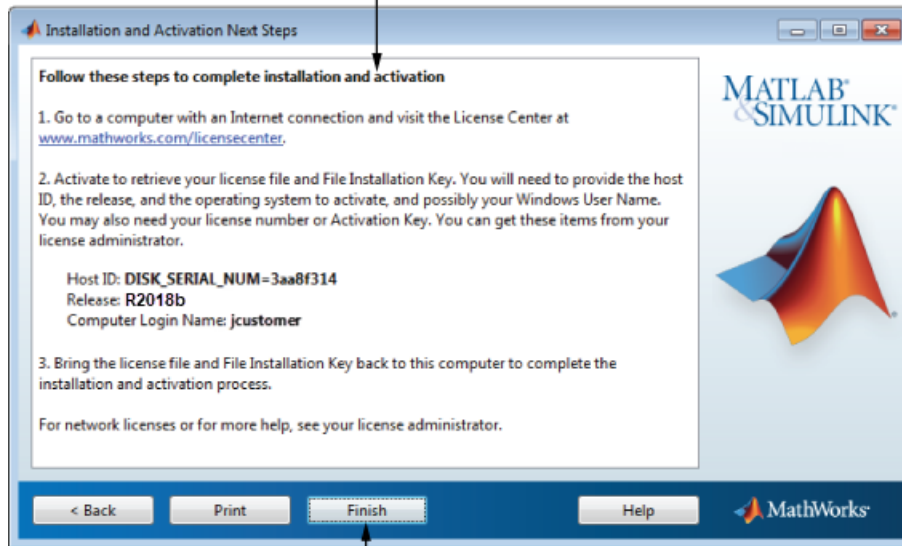 Installation and Activation Next Steps
Follow these steps to complete installation and activation
1. Go to a computer with an Internet connection and visit the License Center at
www.mathworks.com/licensecenter.
2. Activate to retrieve your license file and File Installation Key. You will need to provide the host
ID, the release, and the operating system to activate, and possibly your Windows User Name.
You may also need your license number or Activation Key. You can get these items from your
license administrator.
Host ID: DISK_SERIAL_NUM=3aa8f314
Release: R2018b
Computer Login Name: jcustomer
3. Bring the license file and File Installation Key back to this computer to complete the
installation and activation process.
For network licenses or for more help, see your license administrator.
MATLAB®
&SIMULINK®
< Back
Print
Finish
Help
MathWorks®